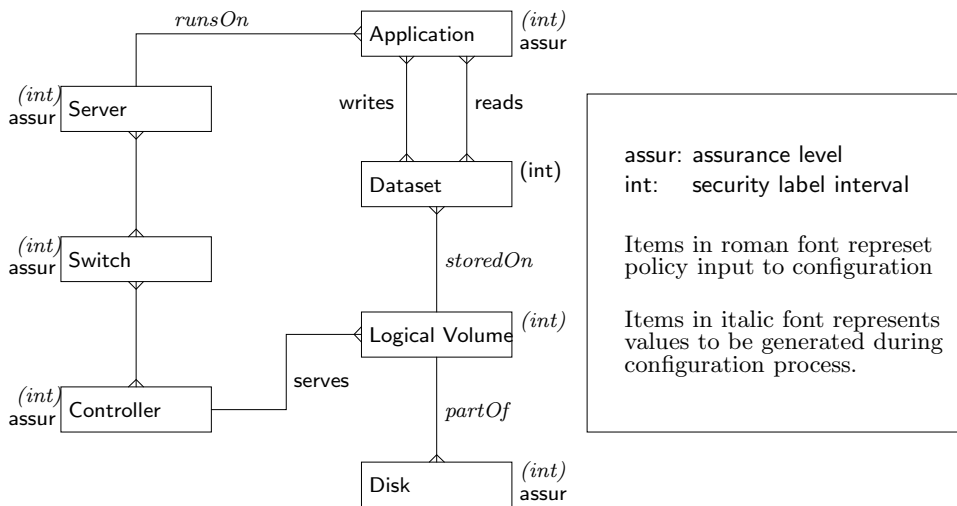 runsOn
(int)
Application
assur
(int)
assur
Server
writes
reads
Dataset
(int)
(int)
assur
Switch
storedOn
Logical Volume
(int)
serves
(int)
assur
Controller
partOf
(int)
Disk
assur
assur: assurance level
int: security label interval
Items in roman font represet
policy input to configuration
Items in italic font represents
values to be generated during
configuration process.